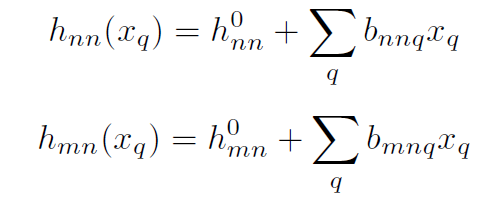 h_{nn}(x_q) = h^0_{nn} + \sum_q b_{nnq} x_q
h_{mn}(x_q) = h^0_{mn} + \sum_q b_{mnq} x_q